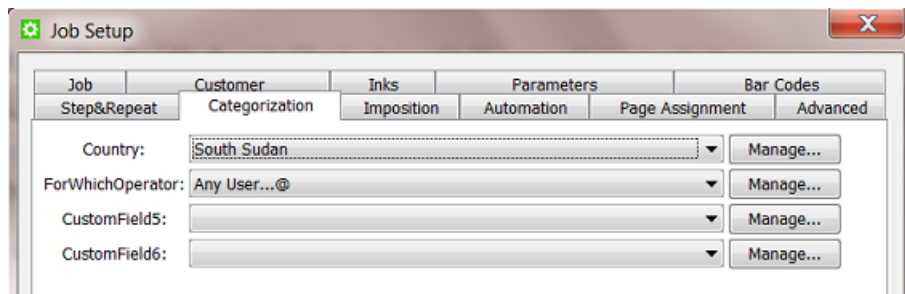 Job Setup
Job Customer Inks Parameters Bar Codes
Step&Repeat Categorization Imposition Automation Page Assignment Advanced
Country: South Sudan Manage...
ForWhichOperator: Any User...@ Manage...
CustomField5: Manage...
CustomField6: Manage...